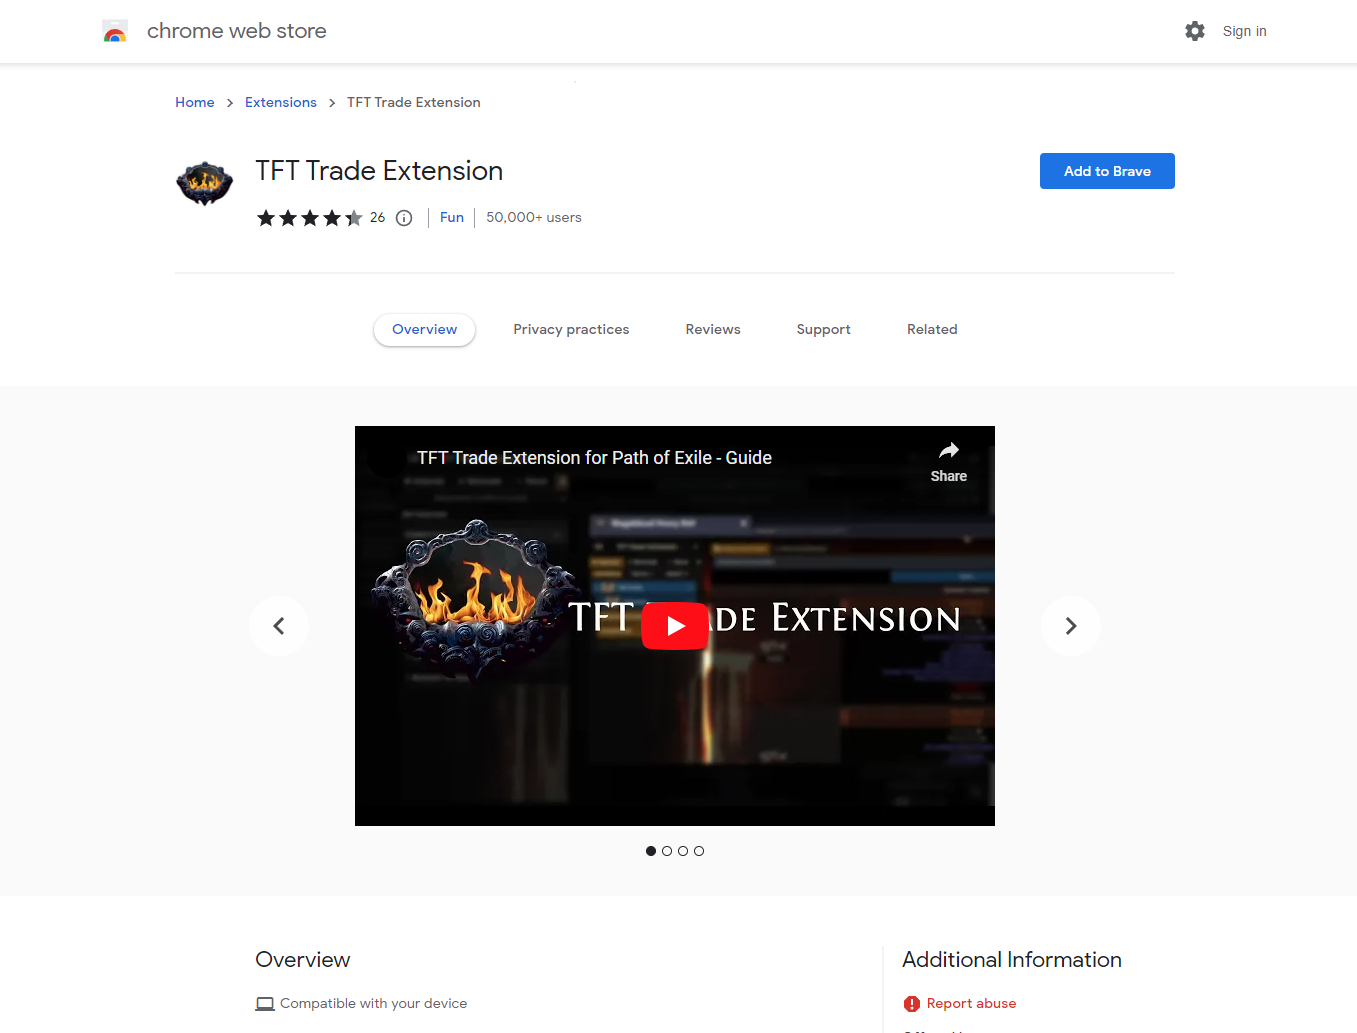 chrome web store
Sign in
Home > Extensions > TFT Trade Extension
TFT Trade Extension
Add to Brave
26
Fun
50,000+ users
Overview
Privacy practices
Reviews
Support
Related
TFT Trade Extension for Path of Exile - Guide
Share
TFT DE EXTENSION
Overview
Additional Information
Compatible with your device
Report abuse